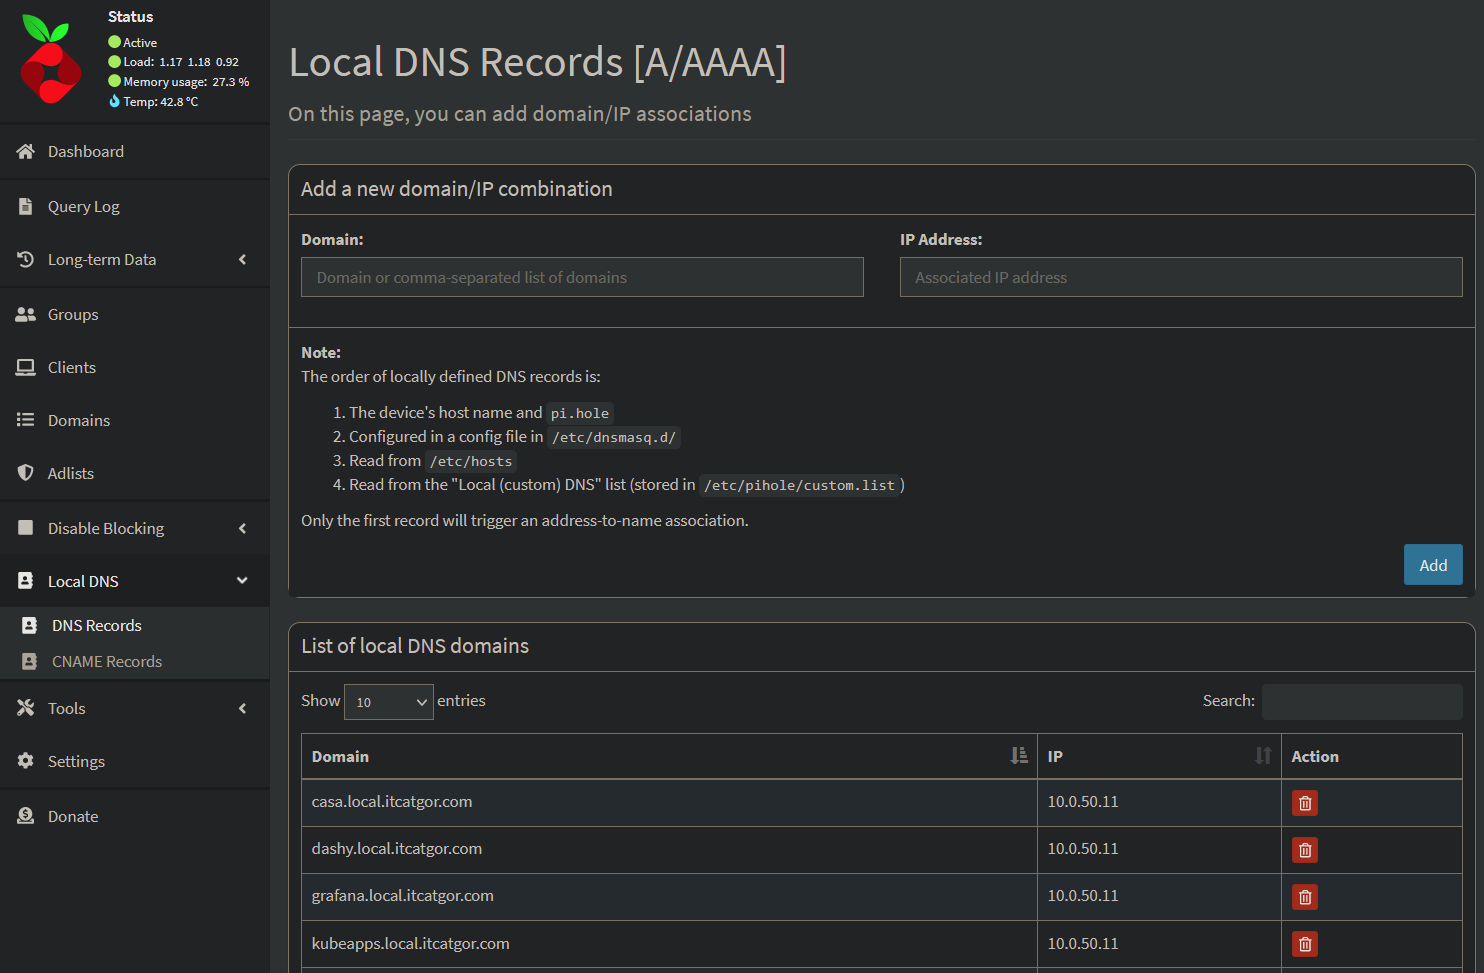 Status
Active
Load: 1.17 1.18 0.92
Memory usage: 27.3 %
Temp: 42.8 °C
Dashboard
Query Log
Long-term Data
Groups
Clients
Domains
Adlists
Disable Blocking
Local DNS
DNS Records
CNAME Records
Tools
Settings
Donate
Local DNS Records [A/AAAA]
On this page, you can add domain/IP associations
Add a new domain/IP combination
Domain:
IP Address:
Domain or comma-separated list of domains
Associated IP address
Note:
The order of locally defined DNS records is:
1. The device's host name and pi.hole
2. Configured in a config file in /etc/dnsmasq.d/
3. Read from /etc/hosts
4. Read from the "Local (custom) DNS" list (stored in /etc/pihole/custom.list )
Only the first record will trigger an address-to-name association.
Add
List of local DNS domains
Show 10 entries
Search:
Domain IP Action
casa.local.itcatgor.com 10.0.50.11
dashy.local.itcatgor.com 10.0.50.11
grafana.local.itcatgor.com 10.0.50.11
kubeapps.local.itcatgor.com 10.0.50.11